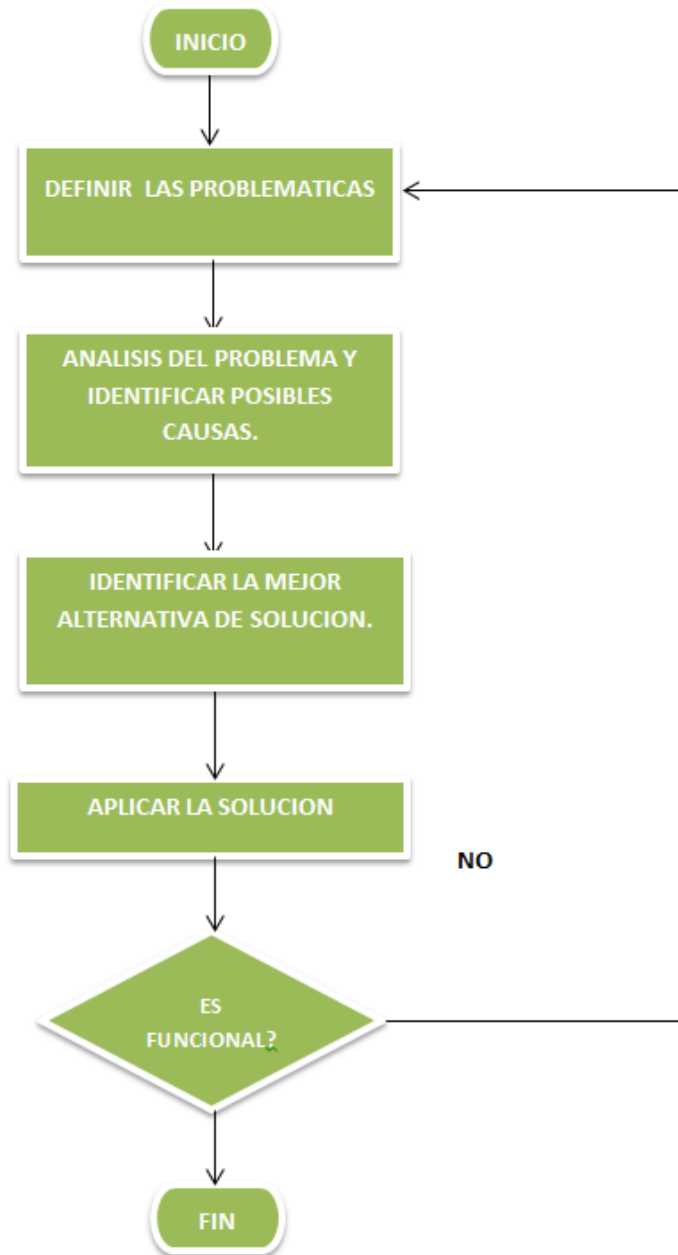 INICIO
DEFINIR LAS PROBLEMATICAS
ANALISIS DEL PROBLEMA Y
IDENTIFICAR POSIBLES
CAUSAS.
IDENTIFICAR LA MEJOR
ALTERNATIVA DE SOLUCION.
APLICAR LA SOLUCION
NO
ES
FUNCIONAL?
FIN